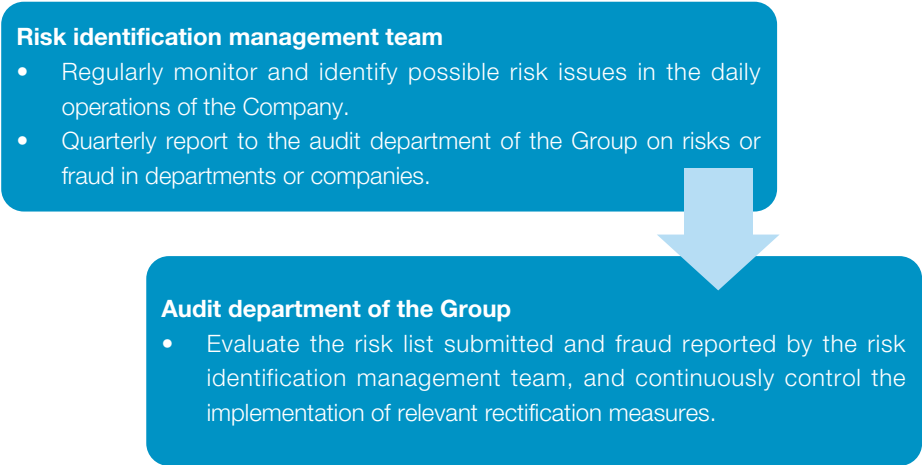 Risk identification management team
• Regularly monitor and identify possible risk issues in the daily
operations of the Company.
• Quarterly report to the audit department of the Group on risks or
fraud in departments or companies.
Audit department of the Group
• Evaluate the risk list submitted and fraud reported by the risk
identification management team, and continuously control the
implementation of relevant rectification measures.